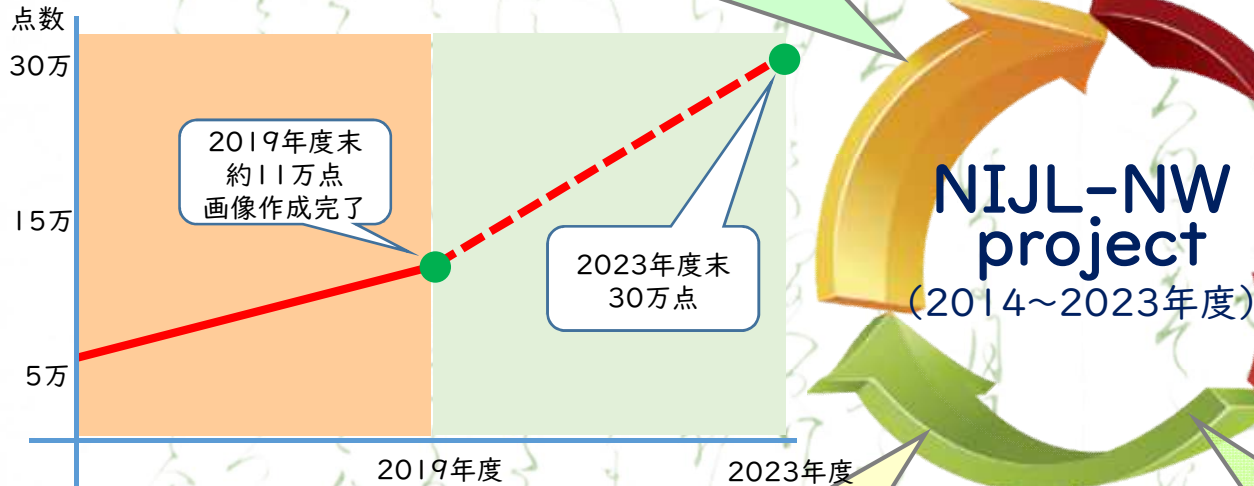 点数
30万
2019年度末
約11万点
画像作成完了
15万
2023年度末
30万点
5万
2019年度
2023年度
NIJL-NW
project
(2014～2023年度)